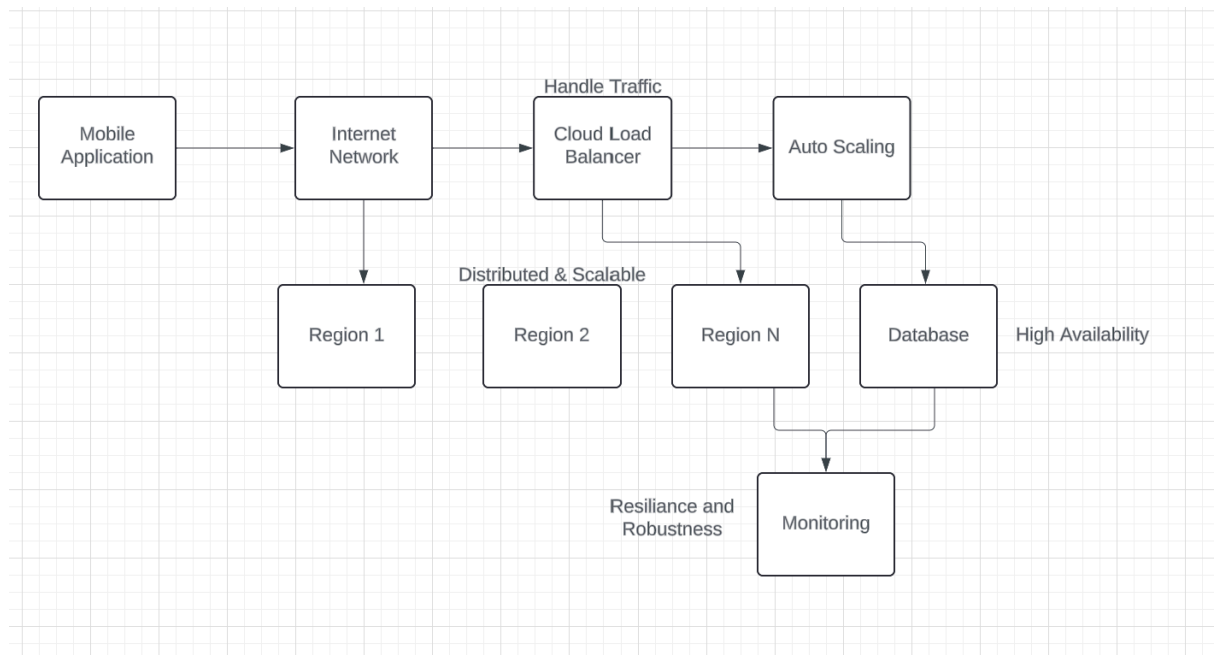 Handle Traffic
Mobile
Application
Internet
Network
Cloud Load
Balancer
Auto Scaling
Distributed & Scalable
Region 1
Region 2
Region N
Database
High Availability
Resiliance and
Robustness
Monitoring